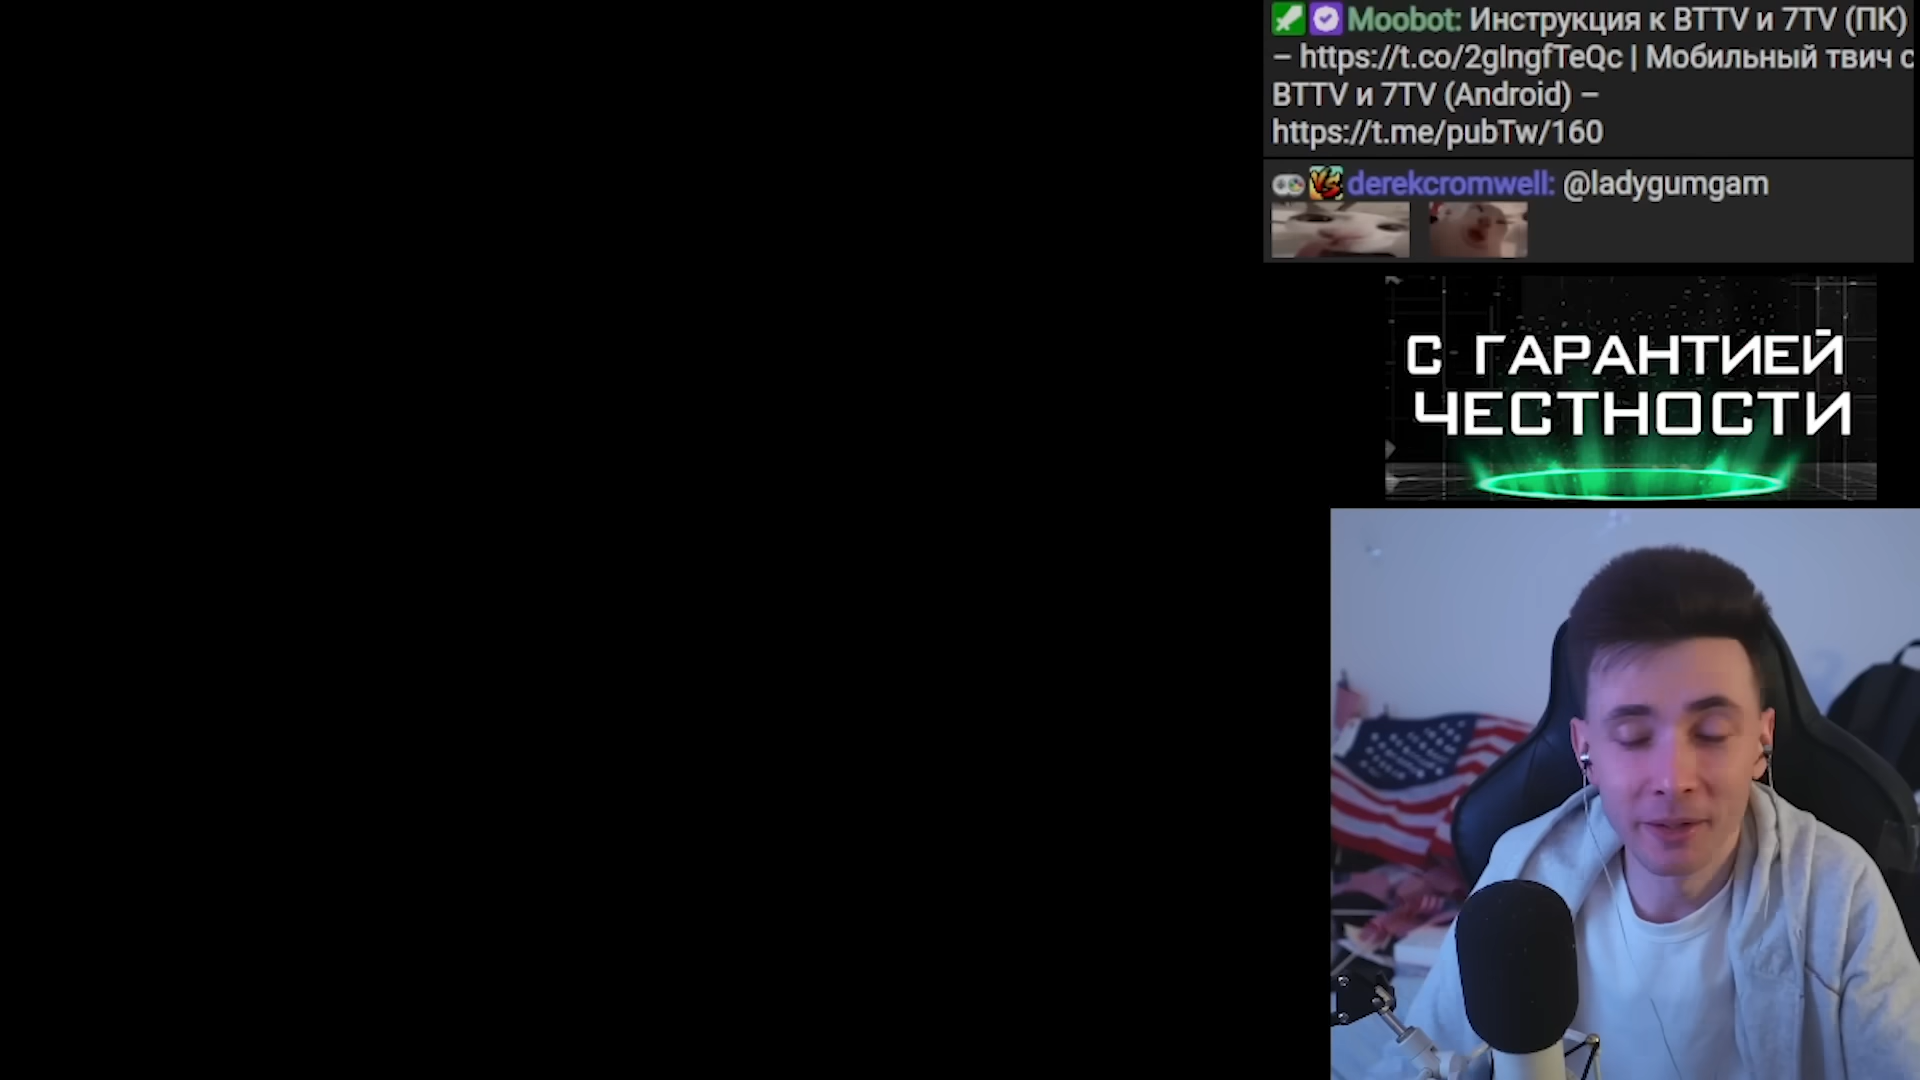 Moobot: Инструкция к BTTV и 7TV (ПК)
– https://t.co/2gIngfTeQc | Мобильный твич с
BTTV и 7TV (Android) –
https://t.me/pubTw/160
derekcromwell: @ladygumgam
С ГАРАНТИЕЙ
ЧЕСТНОСТИ